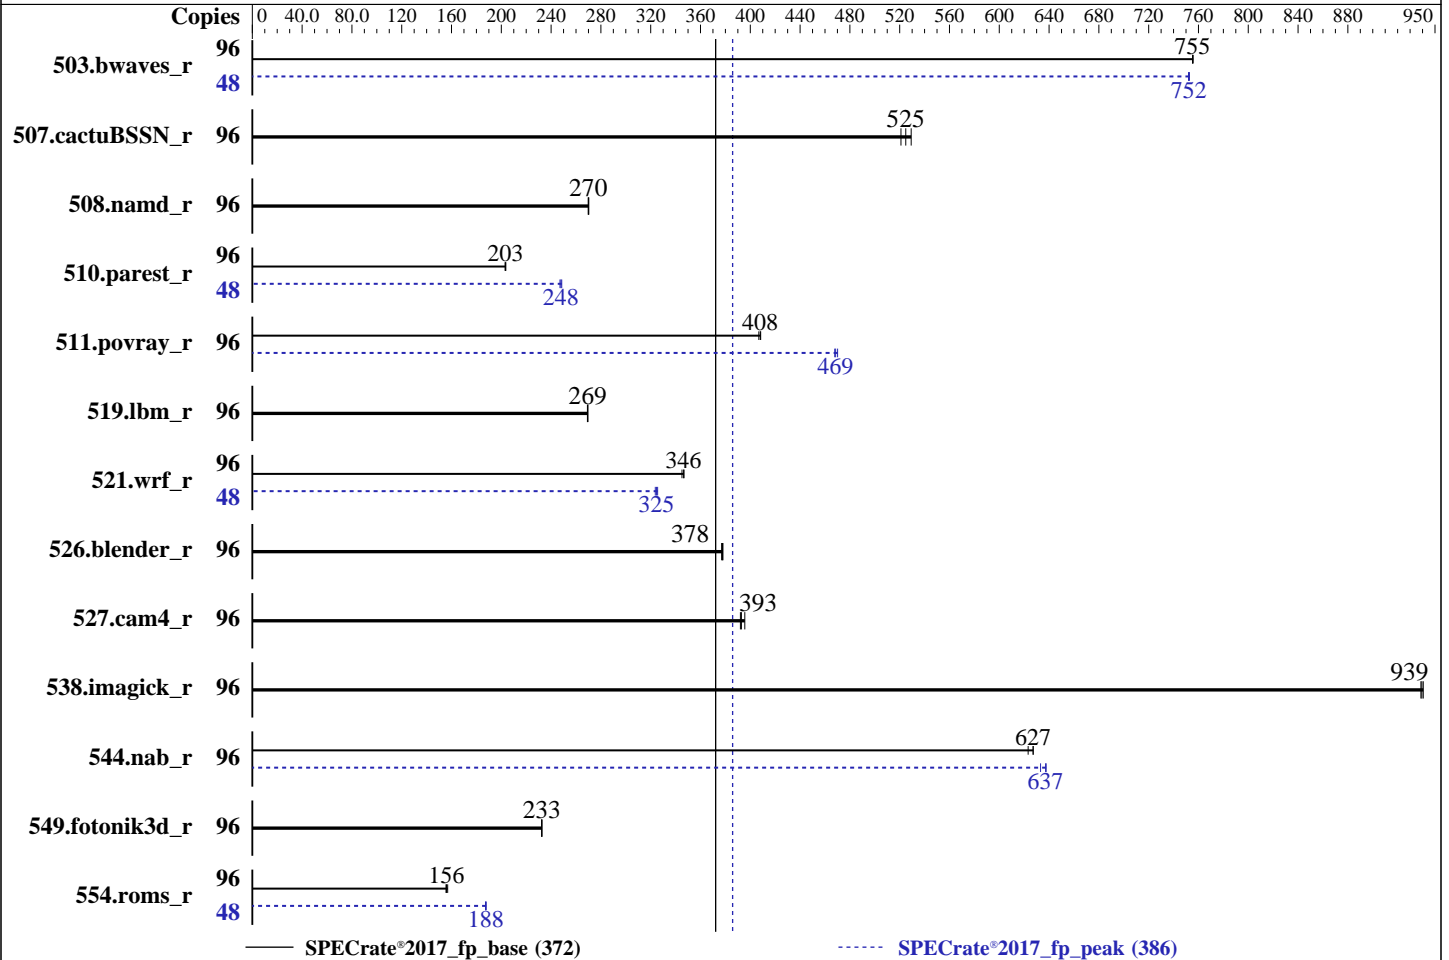 Copies 0 40.0 80.0 120 160 200 240 280 320 360 400 440 480 520 560 600 640 680 720 760 800 840 880 950
503.bwaves_r 96 755
48 752
507.cactuBSSN_r 96 525
508.namd_r 96 270
510.parest_r 96 203
48 248
511.povray_r 96 408
469
519.lbm_r 96 269
521.wrf_r 96 346
48 325
526.blender_r 96 378
527.cam4_r 96 393
538.imagick_r 96 939
544.nab_r 96 627
637
549.fotonik3d_r 96 233
554.roms_r 96 156
48 188
SPECrate®2017_fp_base (372) SPECrate®2017_fp_peak (386)